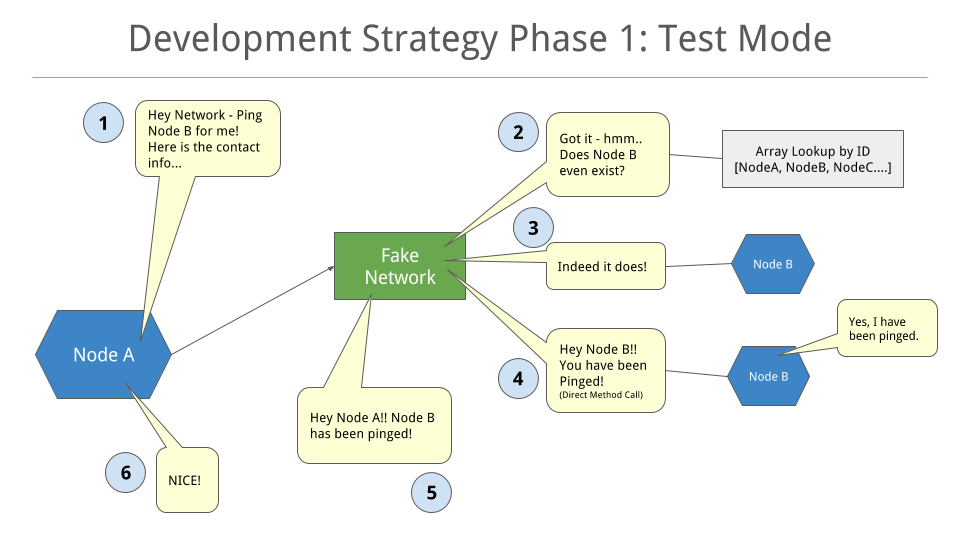 Development Strategy Phase 1: Test Mode
1
Hey Network - Ping
Node B for me!
Here is the contact
info...
2
Got it - hmm..
Does Node B
even exist?
Array Lookup by ID
[NodeA, NodeB, NodeC....]
3
Indeed it does!
Node B
Fake
Network
Node A
4
Hey Node B!!
You have been
Pinged!
(Direct Method Call)
Node B
Yes, I have
been pinged.
Hey Node A!! Node B
has been pinged!
5
6
NICE!